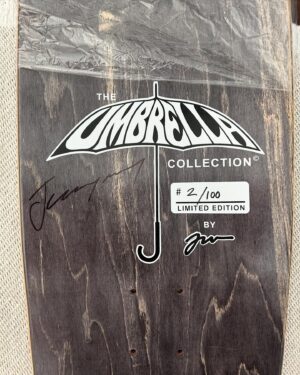 THE
UMBRELLA
COLLECTION©
# 2/100
LIMITED EDITION
BY